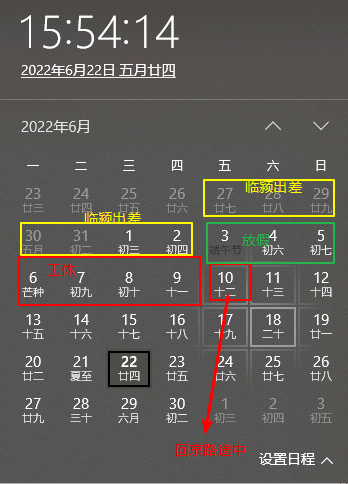 15:54:14
2022年6月22日 五月廿四
2022年6月
一 二 三 四 五 六 日
23 24 25 26 27 28 29
廿三 廿四 廿五 廿六 廿七 廿八 廿九
临颍出差
临颍出差
30 31 1 2 3 4 5
五月 初二 初三 初四 端午节 初六 初七
放假
工休
6 7 8 9 10 11 12
芒种 初九 初十 十一 十二 十三 十四
13 14 15 16 17 18 19
十五 十六 十七 十八 十九 二十 廿一
20 21 22 23 24 25 26
廿二 夏至 廿四 廿五 廿六 廿七 廿八
27 28 29 30 1 2 3
廿九 三十 六月 初二 初三 初四 初五
回京路途中
设置日程